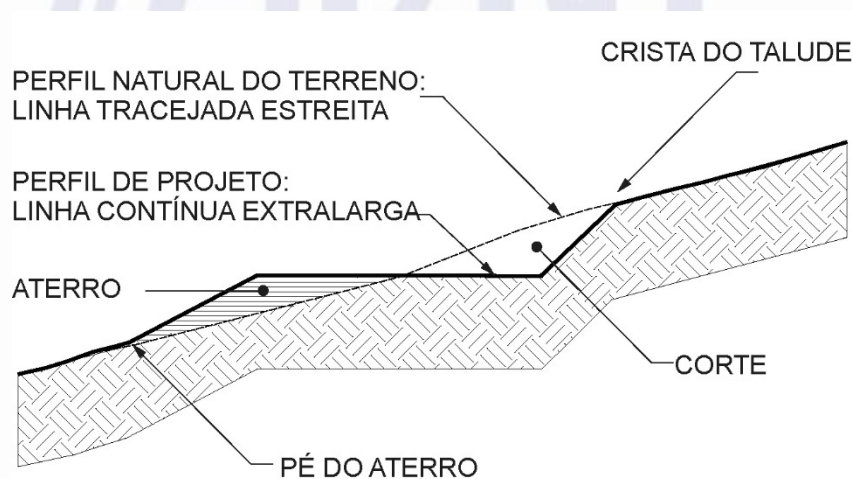 CRISTA DO TALUDE
PERFIL NATURAL DO TERRENO:
LINHA TRACEJADA ESTREITA
PERFIL DE PROJETO:
LINHA CONTÍNUA EXTRALARGA
ATERRO
CORTE
PÉ DO ATERRO